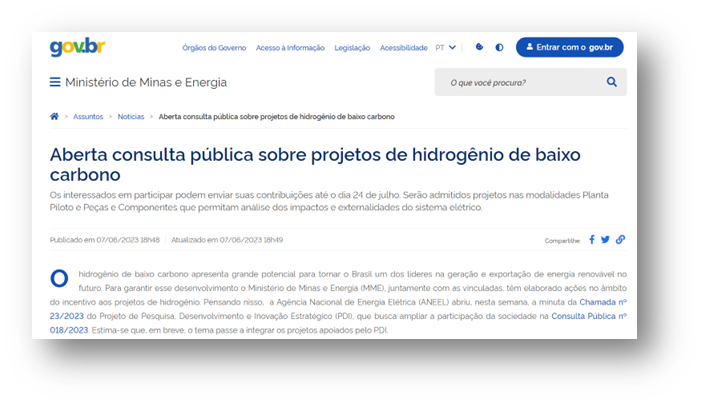 gov.br
Órgãos do Governo Acesso à Informação Legislação Acessibilidade PT Entrar com o gov.br
Ministério de Minas e Energia
O que você procura?
Assuntos > Notícias > Aberta consulta pública sobre projetos de hidrogênio de baixo carbono
Aberta consulta pública sobre projetos de hidrogênio de baixo
carbono
Os interessados em participar podem enviar suas contribuições até o dia 24 de julho. Serão admitidos projetos nas modalidades Planta
Piloto e Peças e Componentes que permitam análise dos impactos e externalidades do sistema elétrico.
Publicado em 07/06/2023 18h48 Atualizado em 07/06/2023 18h49
Compartilhe:
O hidrogênio de baixo carbono apresenta grande potencial para tornar o Brasil um dos líderes na geração e exportação de energia renovável no
futuro. Para garantir esse desenvolvimento o Ministério de Minas e Energia (MME), juntamente com as vinculadas, têm elaborado ações no âmbito
do incentivo aos projetos de hidrogênio. Pensando nisso, a Agência Nacional de Energia Elétrica (ANEEL) abriu, nesta semana, a minuta da Chamada nº
23/2023 do Projeto de Pesquisa, Desenvolvimento e Inovação Estratégico (PDI), que busca ampliar a participação da sociedade na Consulta Pública nº
018/2023. Estima-se que, em breve, o tema passe a integrar os projetos apoiados pelo PDI.